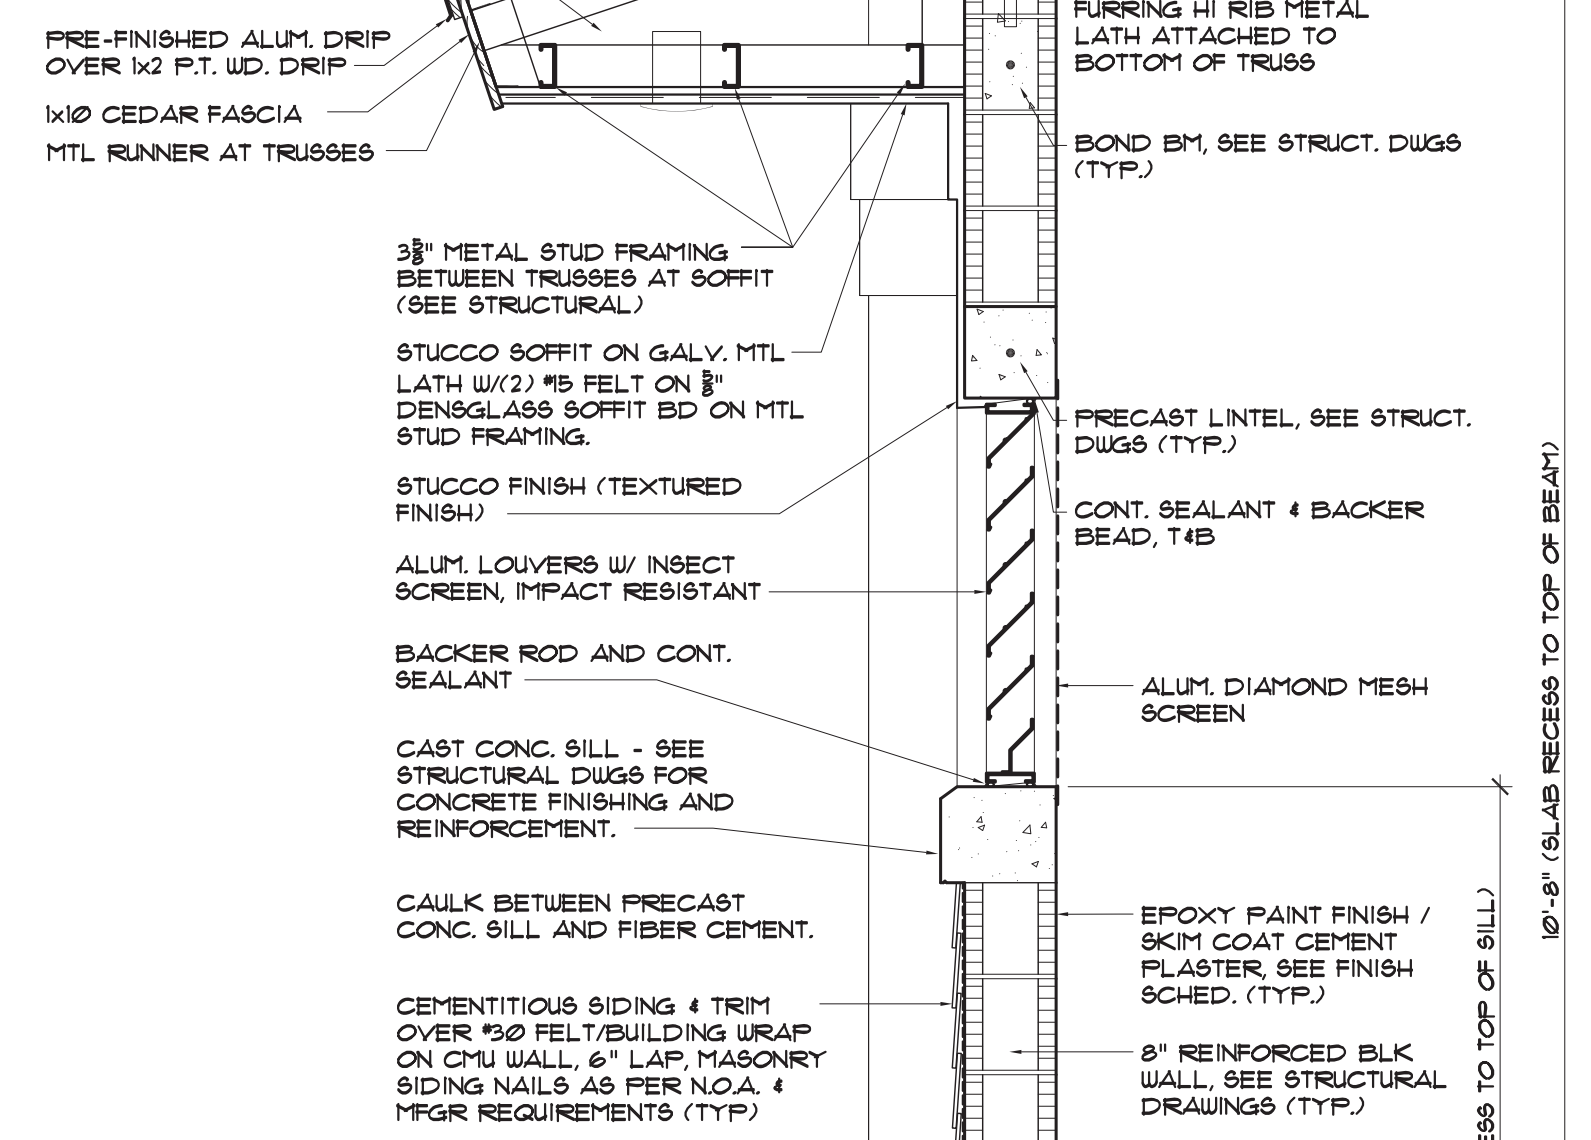 PRE-FINISHED ALUM. DRIP
OVER 1x2 P.T. WD. DRIP
1x10 CEDAR FASCIA
MTL RUNNER AT TRUSSES
3 5/8" METAL STUD FRAMING
BETWEEN TRUSSES AT SOFFIT
(SEE STRUCTURAL)
STUCCO SOFFIT ON GALV. MTL
LATH W/(2) #15 FELT ON 5/8"
DENSGLASS SOFFIT BD ON MTL
STUD FRAMING.
STUCCO FINISH (TEXTURED
FINISH)
ALUM. LOUVERS W/ INSECT
SCREEN, IMPACT RESISTANT
BACKER ROD AND CONT.
SEALANT
CAST CONC. SILL - SEE
STRUCTURAL DWGS FOR
CONCRETE FINISHING AND
REINFORCEMENT.
CAULK BETWEEN PRECAST
CONC. SILL AND FIBER CEMENT.
CEMENTITIOUS SIDING & TRIM
OVER #30 FELT/BUILDING WRAP
ON CMU WALL, 6" LAP, MASONRY
SIDING NAILS AS PER N.O.A. &
MFGR REQUIREMENTS (TYP)
FURRING HI RIB METAL
LATH ATTACHED TO
BOTTOM OF TRUSS
BOND BM, SEE STRUCT. DWGS
(TYP.)
PRECAST LINTEL, SEE STRUCT.
DWGS (TYP.)
CONT. SEALANT & BACKER
BEAD, T&B
ALUM. DIAMOND MESH
SCREEN
EPOXY PAINT FINISH /
SKIM COAT CEMENT
PLASTER, SEE FINISH
SCHED. (TYP.)
8" REINFORCED BLK
WALL, SEE STRUCTURAL
DRAWINGS (TYP.)
ESS TO TOP OF SILL)
10'-8" (SLAB RECESS TO TOP OF BEAM)